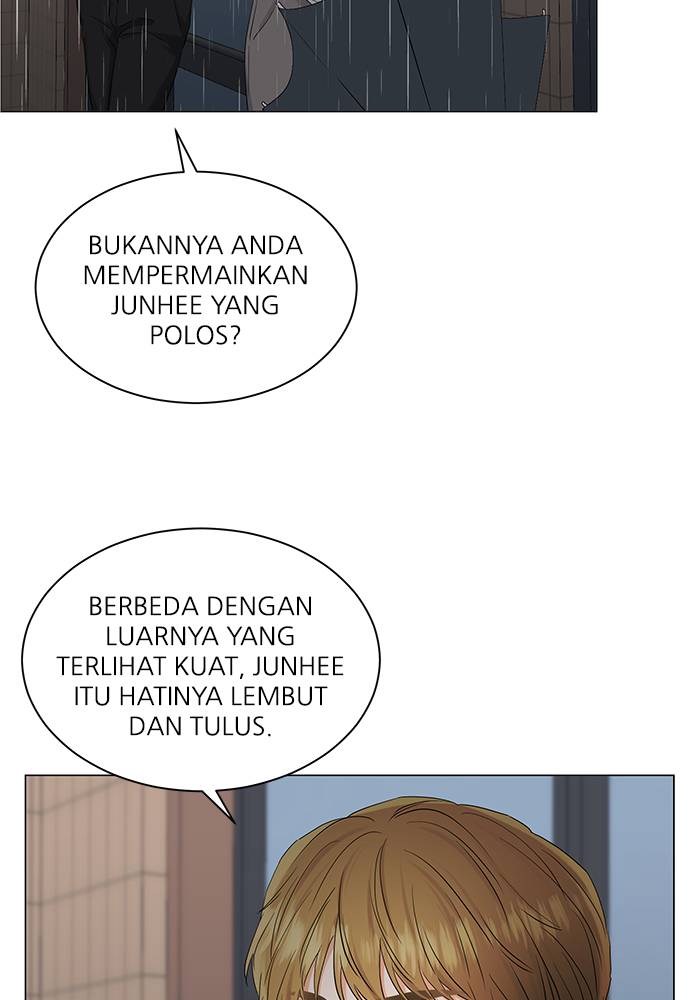 BUKANNYA ANDA
MEMPERMAINKAN
JUNHEE YANG
POLOS?
BERBEDA DENGAN
LUARNYA YANG
TERLIHAT KUAT, JUNHEE
ITU HATINYA LEMBUT
DAN TULUS.